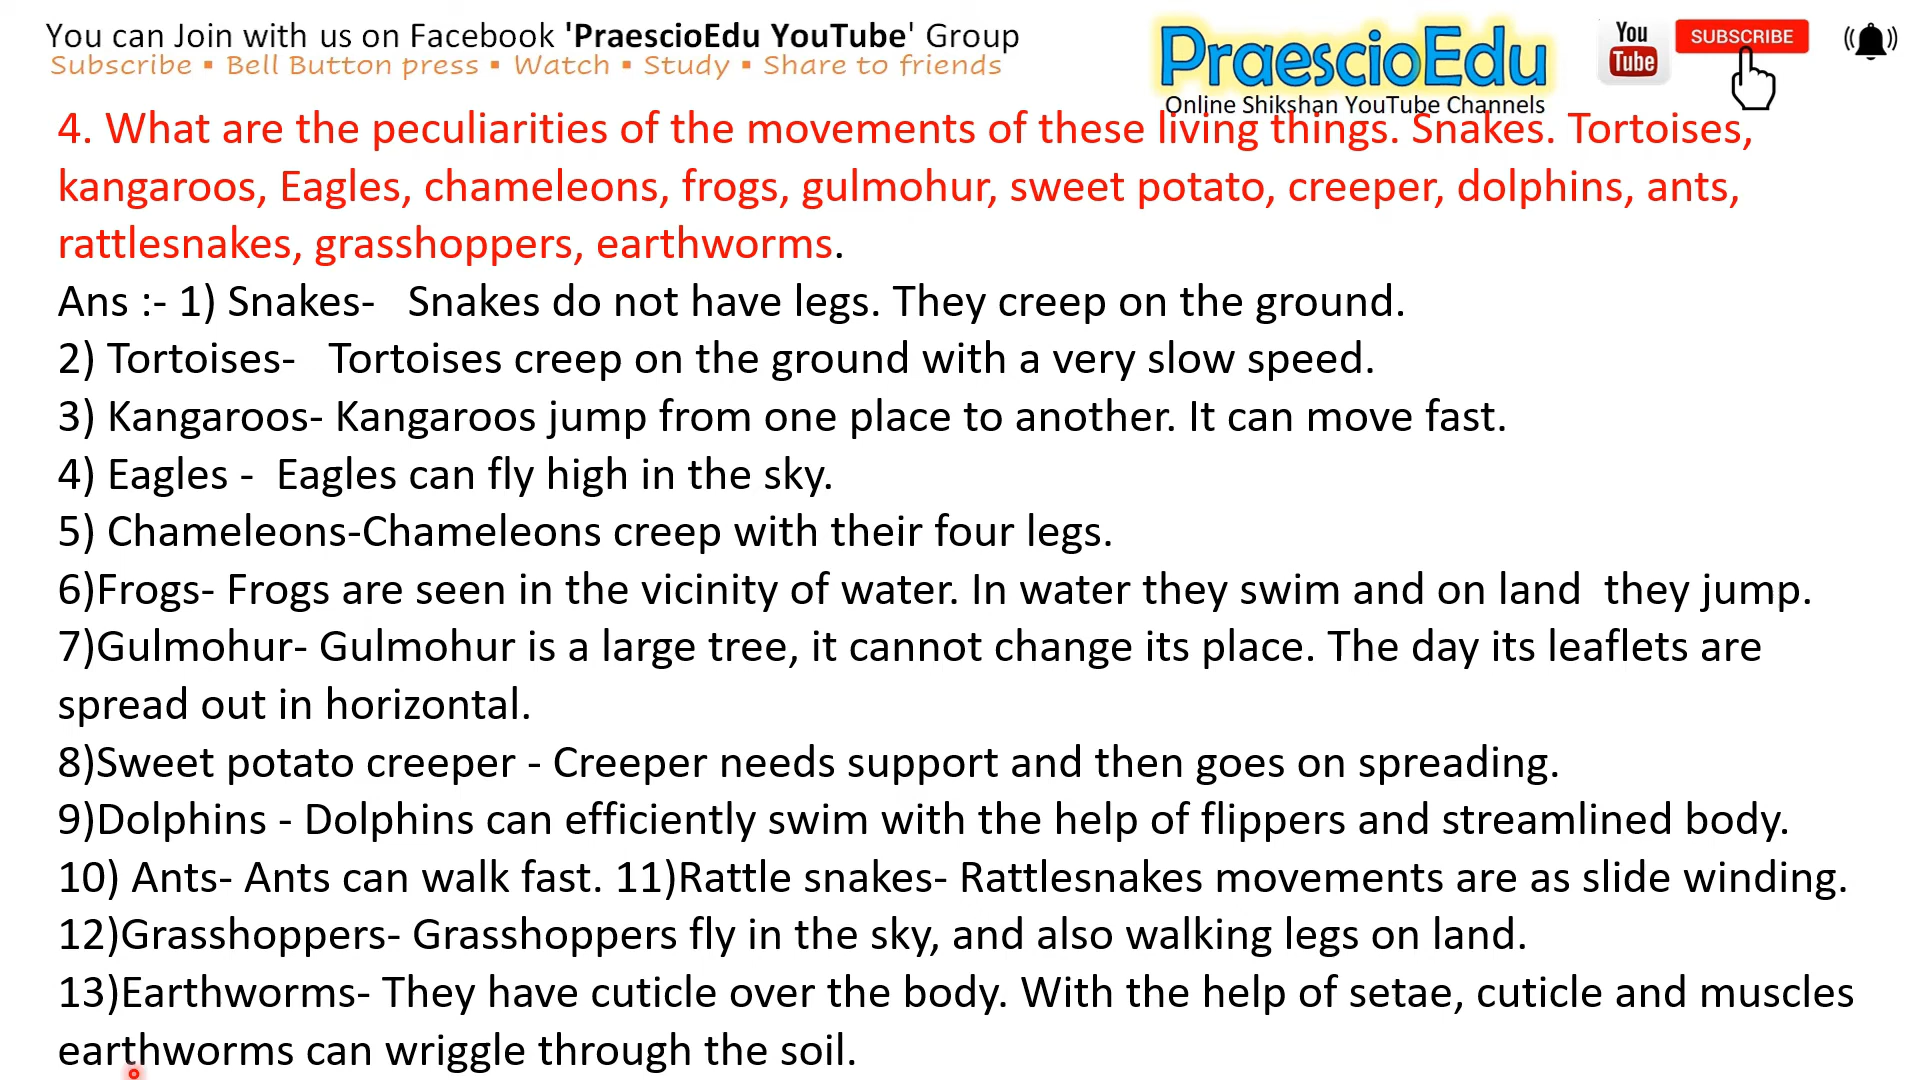 You can Join with us on Facebook 'PraescioEdu YouTube' Group
Subscribe ▪ Bell Button press ▪ Watch ▪ Study ▪ Share to friends
PraescioEdu
Online Shikshan YouTube Channels
You
Tube
SUBSCRIBE
4. What are the peculiarities of the movements of these living things. Snakes. Tortoises,
kangaroos, Eagles, chameleons, frogs, gulmohur, sweet potato, creeper, dolphins, ants,
rattlesnakes, grasshoppers, earthworms.
Ans :- 1) Snakes-   Snakes do not have legs. They creep on the ground.
2) Tortoises-   Tortoises creep on the ground with a very slow speed.
3) Kangaroos- Kangaroos jump from one place to another. It can move fast.
4) Eagles -  Eagles can fly high in the sky.
5) Chameleons-Chameleons creep with their four legs.
6)Frogs- Frogs are seen in the vicinity of water. In water they swim and on land  they jump.
7)Gulmohur- Gulmohur is a large tree, it cannot change its place. The day its leaflets are
spread out in horizontal.
8)Sweet potato creeper - Creeper needs support and then goes on spreading.
9)Dolphins - Dolphins can efficiently swim with the help of flippers and streamlined body.
10) Ants- Ants can walk fast. 11)Rattle snakes- Rattlesnakes movements are as slide winding.
12)Grasshoppers- Grasshoppers fly in the sky, and also walking legs on land.
13)Earthworms- They have cuticle over the body. With the help of setae, cuticle and muscles
earthworms can wriggle through the soil.